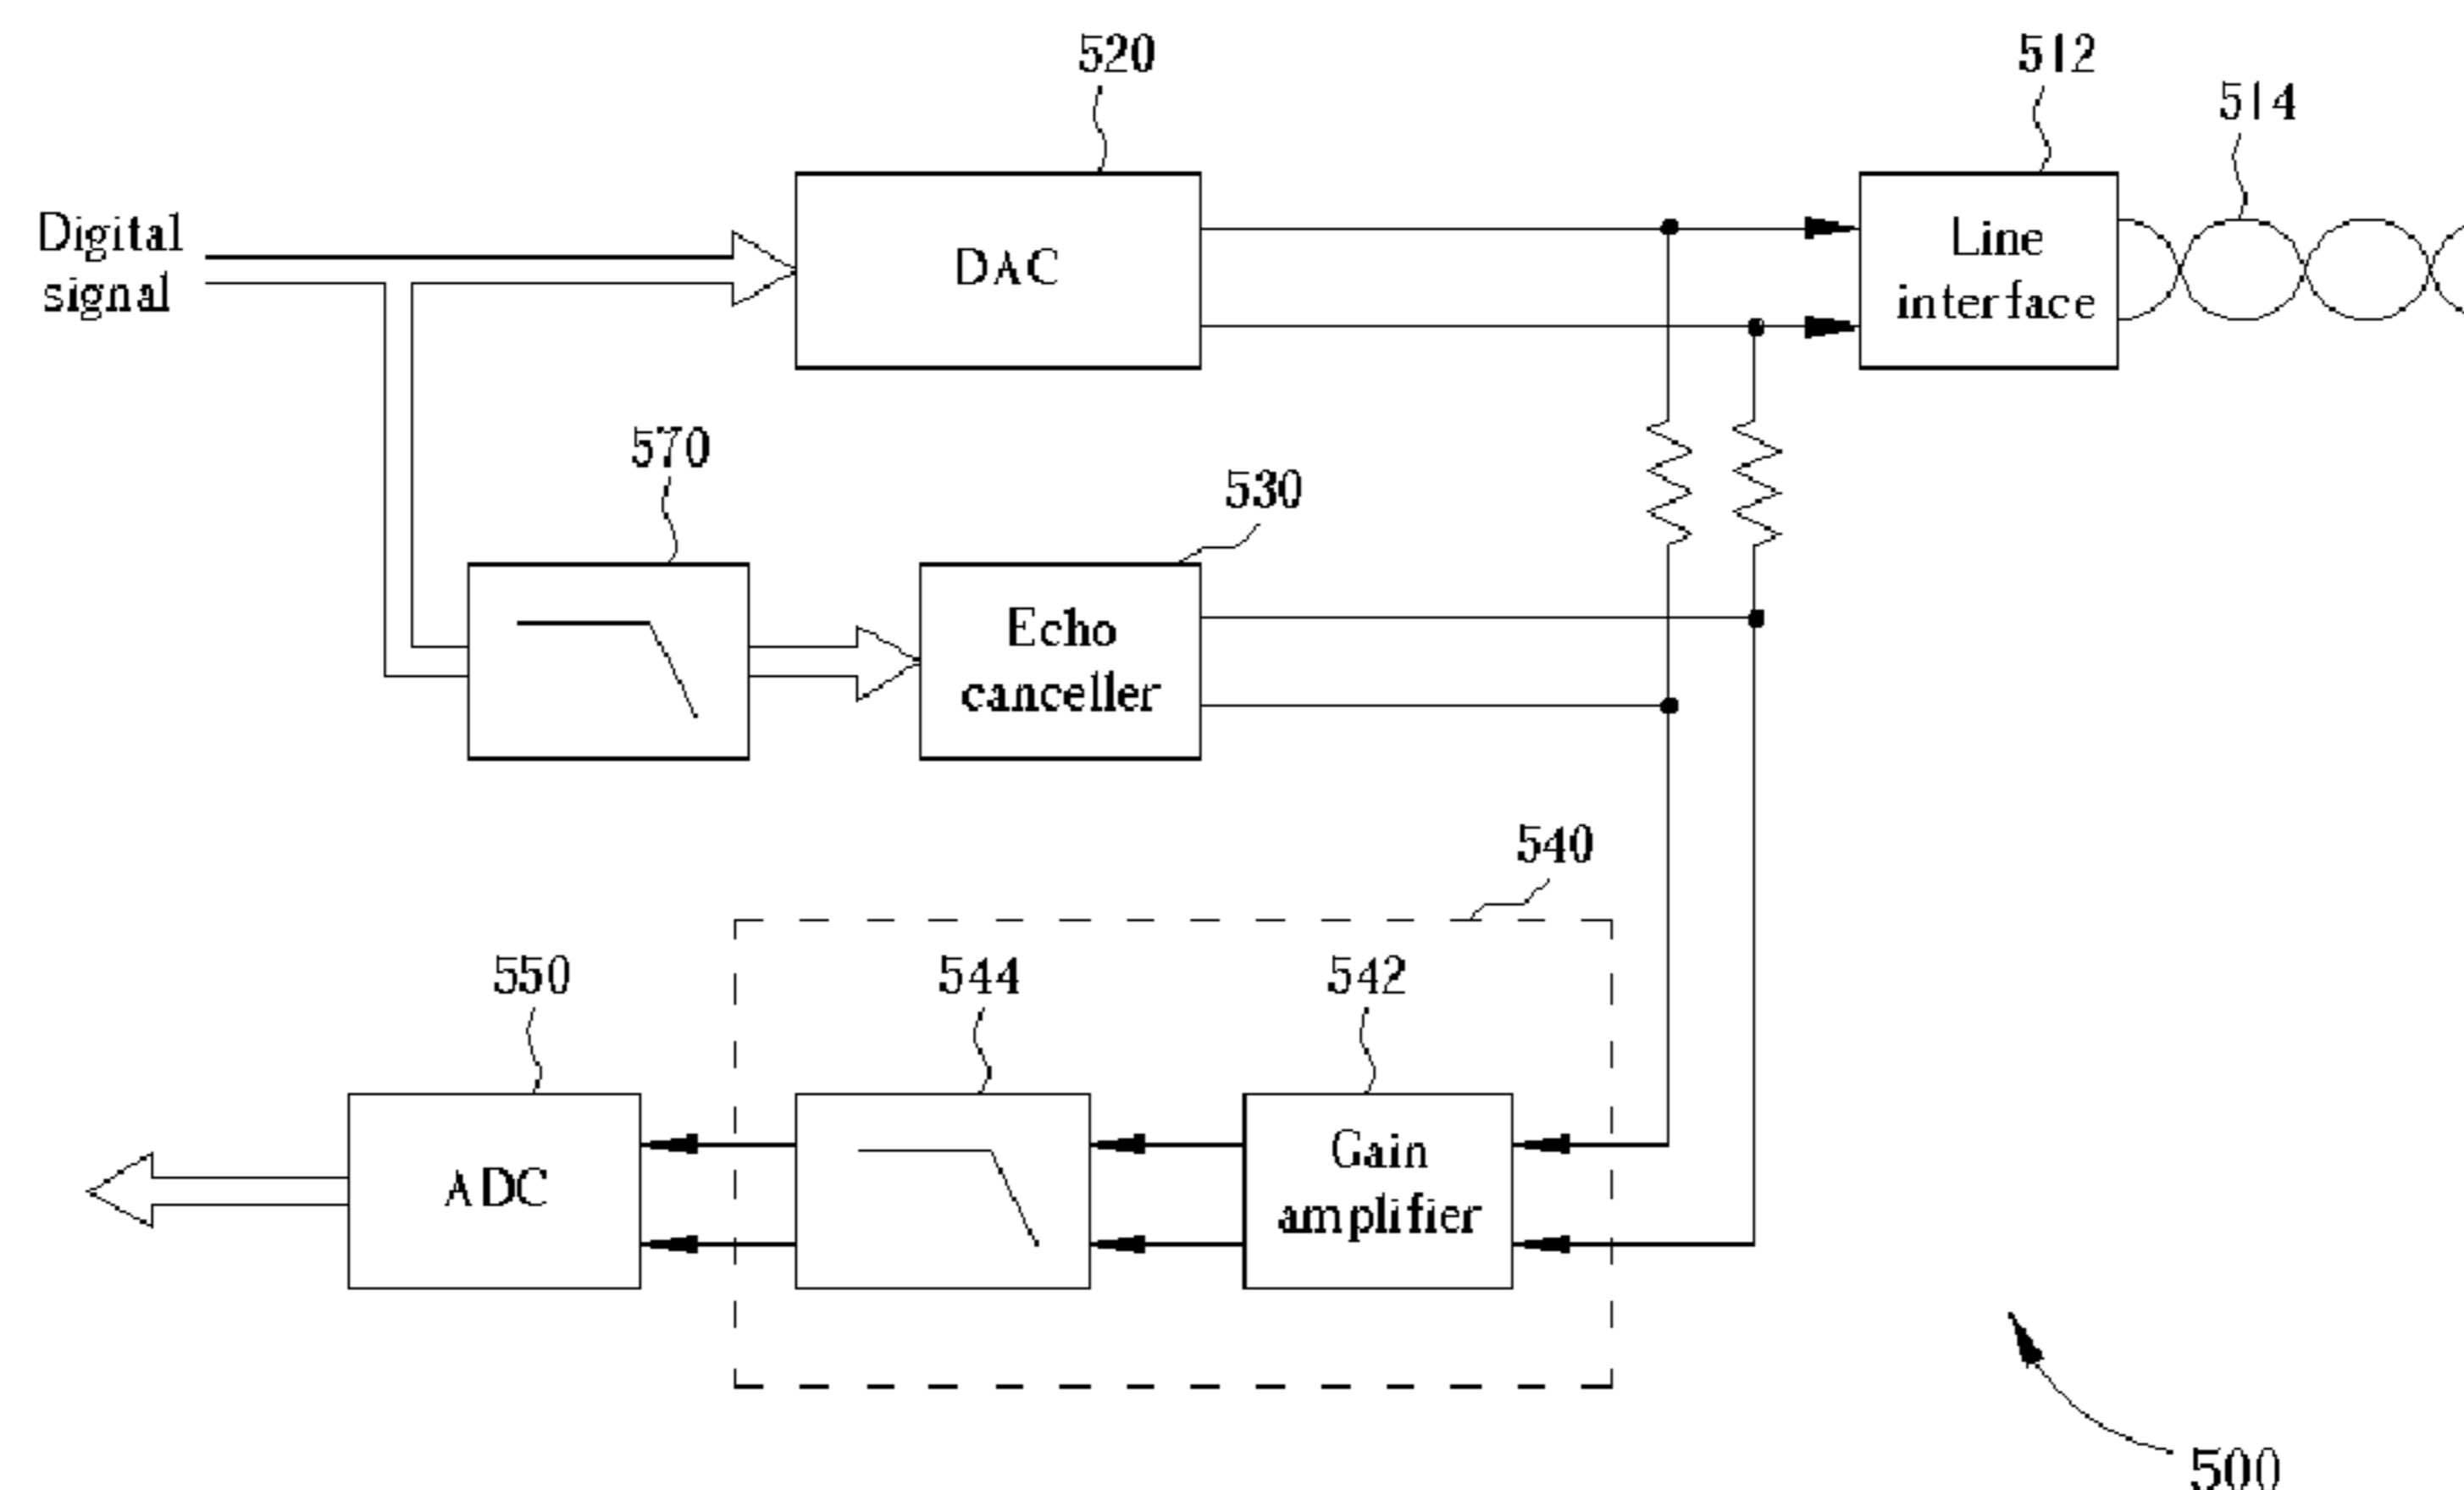 520
512
514
Digital
signal
DAC
Line
interface
570
530
Echo
canceller
540
550
544
542
ADC
Gain
amplifier
500